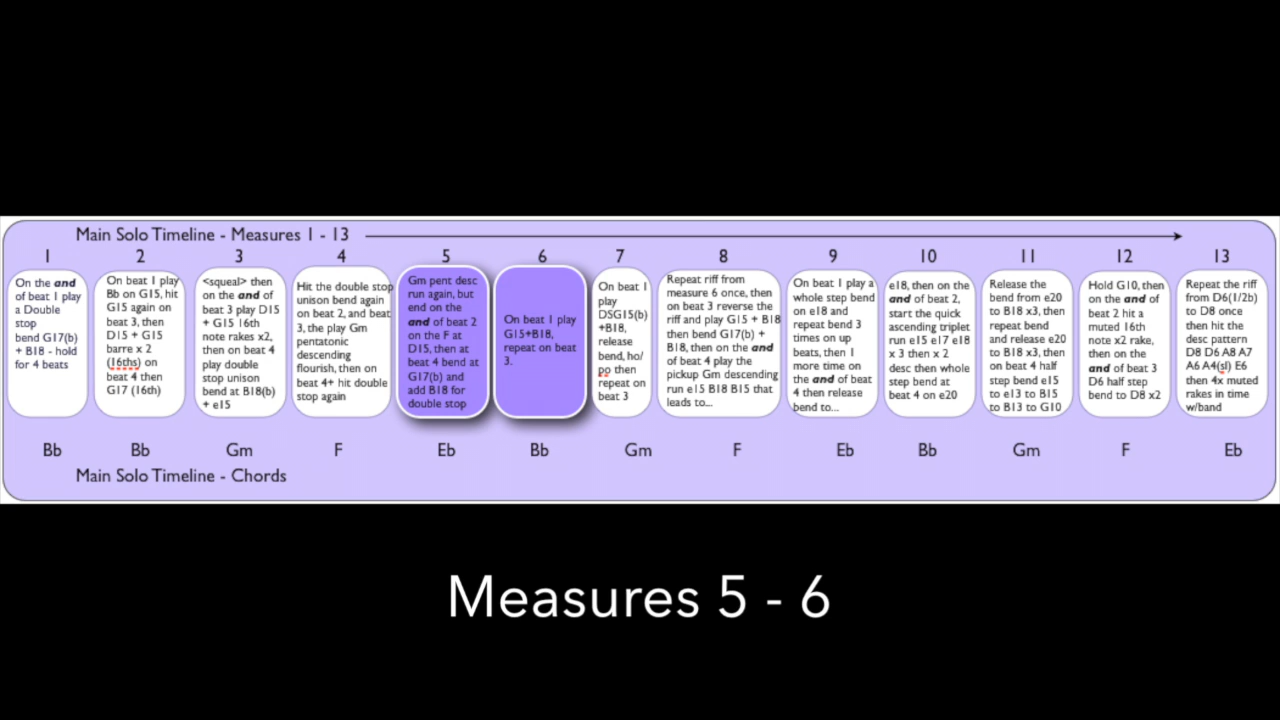 Main Solo Timeline - Measures 1 - 13
1
2
3
4
5
6
7
8
9
10
11
12
13
On the and
of beat 1 play
a Double
stop
bend G17(b)
+ B18 - hold
for 4 beats
On beat 1 play
Bb on G15, hit
G15 again on
beat 3, then
D15 + G15
barre x 2
(16ths) on
beat 4 then
G17 (16th)
<squeal> then
on the and of
beat 3 play D15
+ G15 16th
note rakes x2,
then on beat 4
play double
stop unison
bend at B18(b)
+ e15
Hit the double stop
unison bend again
on beat 2, and beat
3, the play Gm
pentatonic
descending
flourish, then on
beat 4+ hit double
stop again
Gm pent desc
run again, but
end on the
and of beat 2
on the F at
D15, then at
beat 4 bend at
G17(b) and
add B18 for
double stop
On beat 1 play
G15+B18,
repeat on beat
3.
On beat 1
play
DSG15(b)
+B18,
release
bend, ho/
po then
repeat on
beat 3
Repeat riff from
measure 6 once, then
on beat 3 reverse the
riff and play G15 + B18
then bend G17(b) +
B18, then on the and
of beat 4 play the
pickup Gm descending
run e15 B18 B15 that
leads to...
On beat 1 play a
whole step bend
on e18 and
repeat bend 3
times on up
beats, then 1
more time on
the and of beat
4 then release
bend to...
e18, then on the
and of beat 2,
start the quick
ascending triplet
run e15 e17 e18
x 3 then x 2
desc then whole
step bend at
beat 4 on e20
Release the
bend from e20
to B18 x3, then
repeat bend
and release e20
to B18 x3, then
on beat 4 half
step bend e15
to e13 to B15
to B13 to G10
Hold G10, then
on the and of
beat 2 hit a
muted 16th
note x2 rake,
then on the
and of beat 3
D6 half step
bend to D8 x2
Repeat the riff
from D6(1/2b)
to D8 once
then hit the
desc pattern
D8 D6 A8 A7
A6 A4(sl) E6
then 4x muted
rakes in time
w/band
Bb
Bb
Gm
F
Eb
Bb
Gm
F
Eb
Bb
Gm
F
Eb
Main Solo Timeline - Chords
Measures 5 - 6